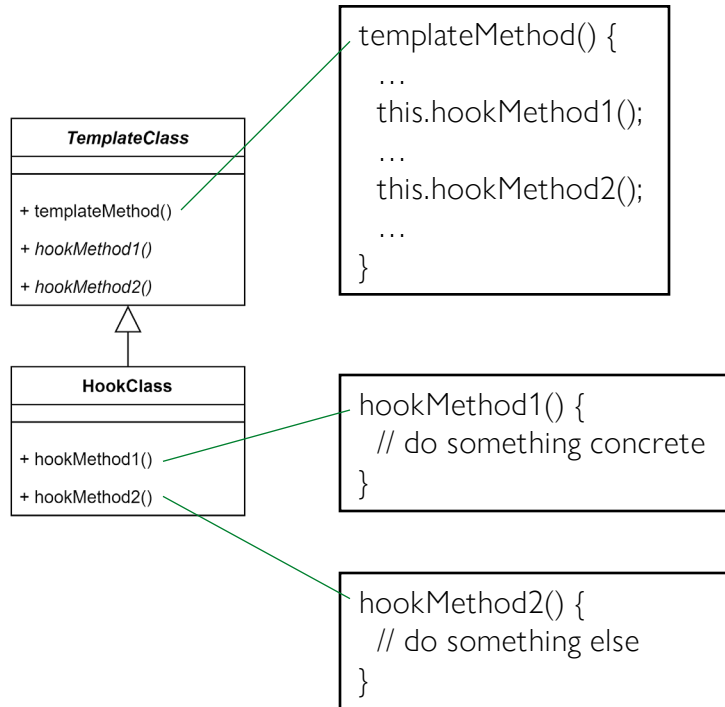 templateMethod() {
...
this.hookMethod1();
...
this.hookMethod2();
...
}
TemplateClass
+ templateMethod()
+ hookMethod1()
+ hookMethod2()
HookClass
+ hookMethod1()
+ hookMethod2()
hookMethod1() {
// do something concrete
}
hookMethod2() {
// do something else
}